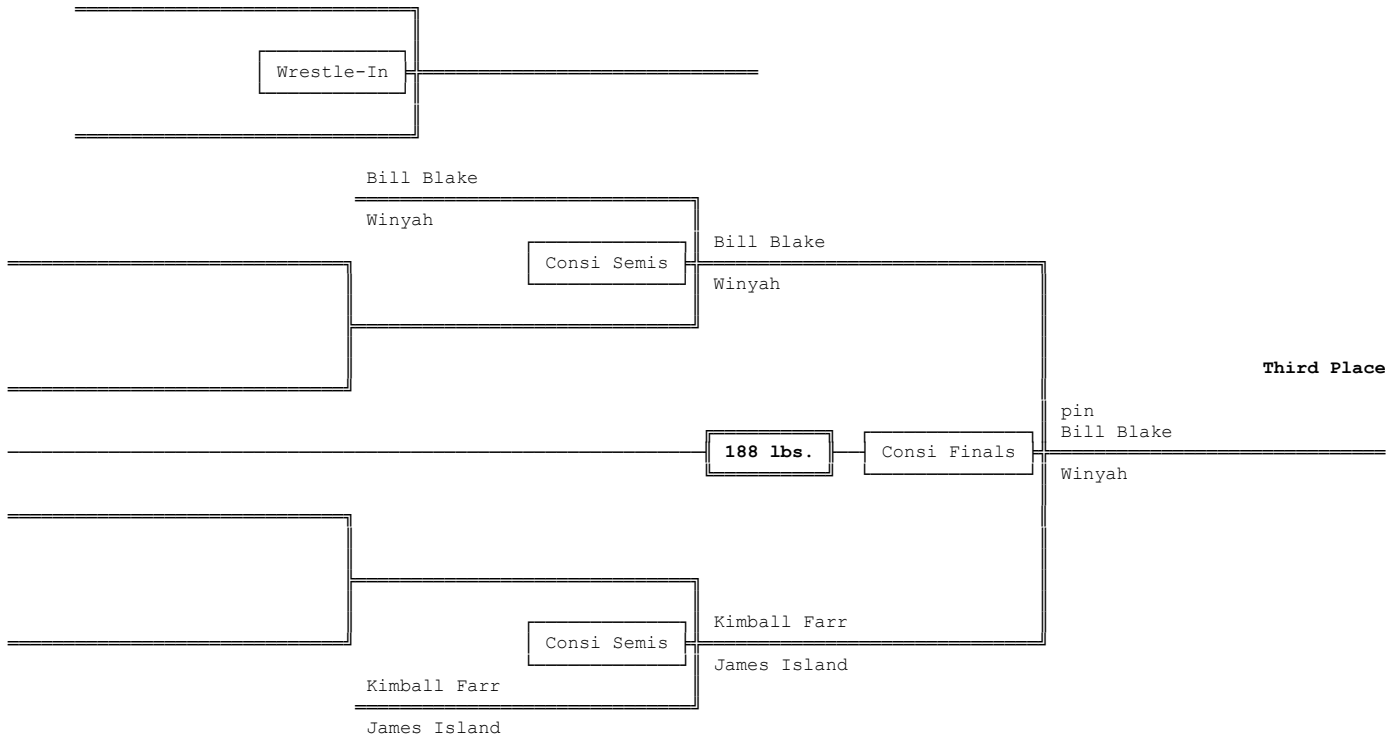 Wrestle-In
Bill Blake
Winyah
Consi Semis
Bill Blake
Winyah
Third Place
pin
Bill Blake
188 lbs.
Consi Finals
Winyah
Kimball Farr
Consi Semis
James Island
Kimball Farr
James Island